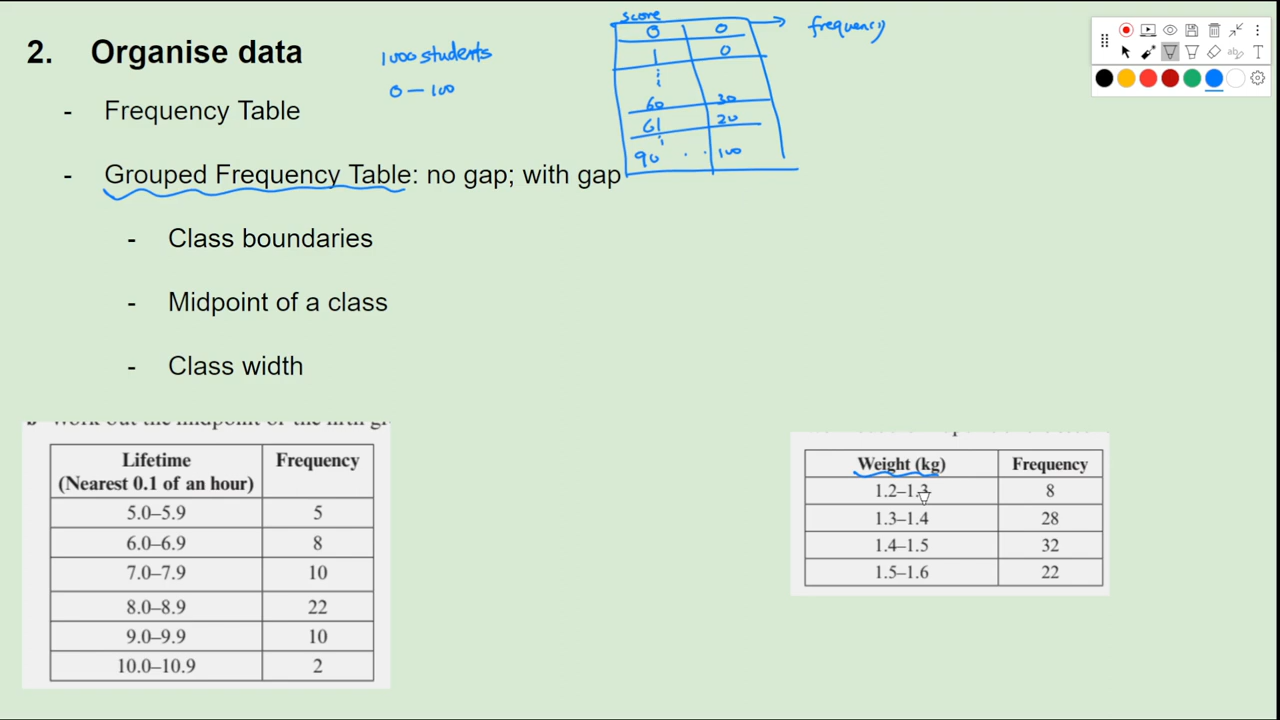 2. Organise data
1000 students
0 – 100
- Frequency Table
- Grouped Frequency Table: no gap; with gap
- Class boundaries
- Midpoint of a class
- Class width
score
frequency
0 0
1 0
⋮
60 30
61 20
⋮
90 . . 100
Lifetime (Nearest 0.1 of an hour) Frequency
5.0–5.9 5
6.0–6.9 8
7.0–7.9 10
8.0–8.9 22
9.0–9.9 10
10.0–10.9 2
Weight (kg) Frequency
1.2–1.3 8
1.3–1.4 28
1.4–1.5 32
1.5–1.6 22